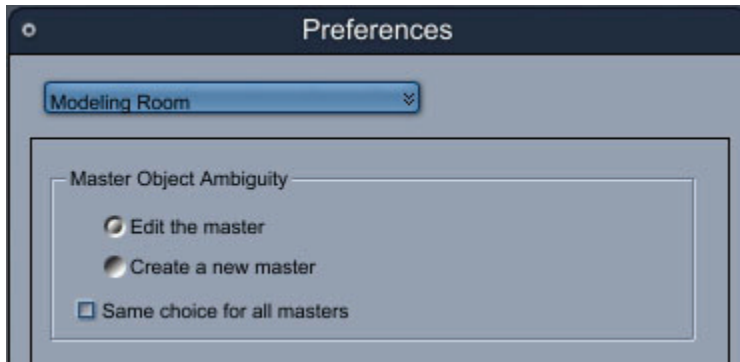 Preferences
Modeling Room
Master Object Ambiguity
Edit the master
Create a new master
Same choice for all masters